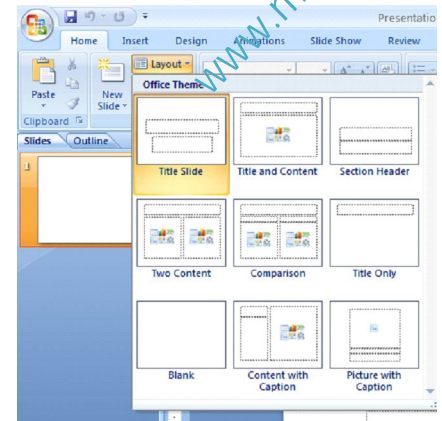 Presentatio
Home Insert Design Animations Slide Show Review
Paste
New
Slide
Layout
Clipboard
Office Theme
Slides Outline
1
Title Slide Title and Content Section Header
Two Content Comparison Title Only
Blank Content with
Caption Picture with
Caption
www.m